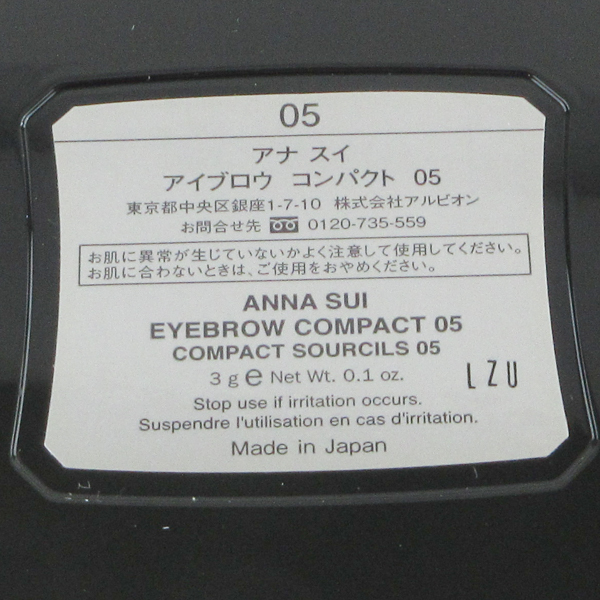 05
アナ スイ
アイブロウ コンパクト 05
東京都中央区銀座1-7-10 株式会社アルビオン
お問合せ先 0120-735-559
お肌に異常が生じていないかよく注意して使用してください。
お肌に合わないときは、ご使用をおやめください。
ANNA SUI
EYEBROW COMPACT 05
COMPACT SOURCILS 05
3 g e Net Wt. 0.1 oz.
LZU
Stop use if irritation occurs.
Suspendre l'utilisation en cas d'irritation.
Made in Japan